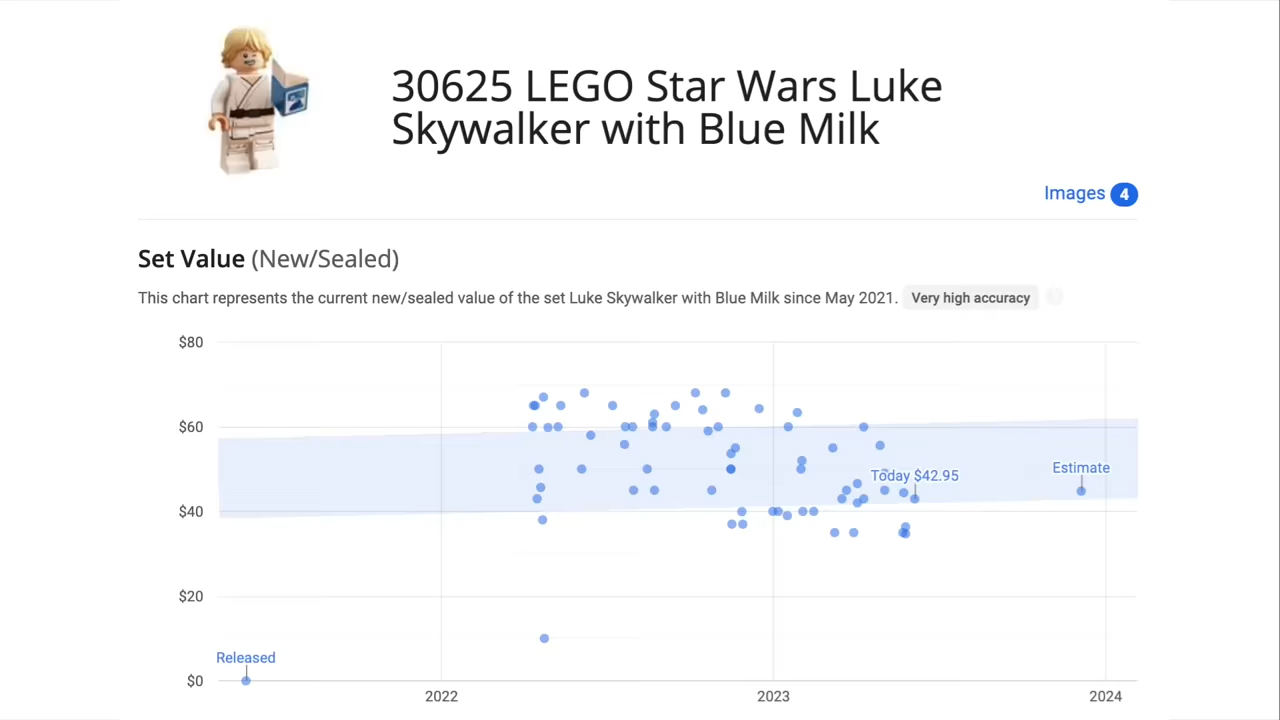 30625 LEGO Star Wars Luke
Skywalker with Blue Milk
Images 4
Set Value (New/Sealed)
This chart represents the current new/sealed value of the set Luke Skywalker with Blue Milk since May 2021. Very high accuracy
$80
$60
Today $42.95
Estimate
$40
$20
Released
$0
2022
2023
2024